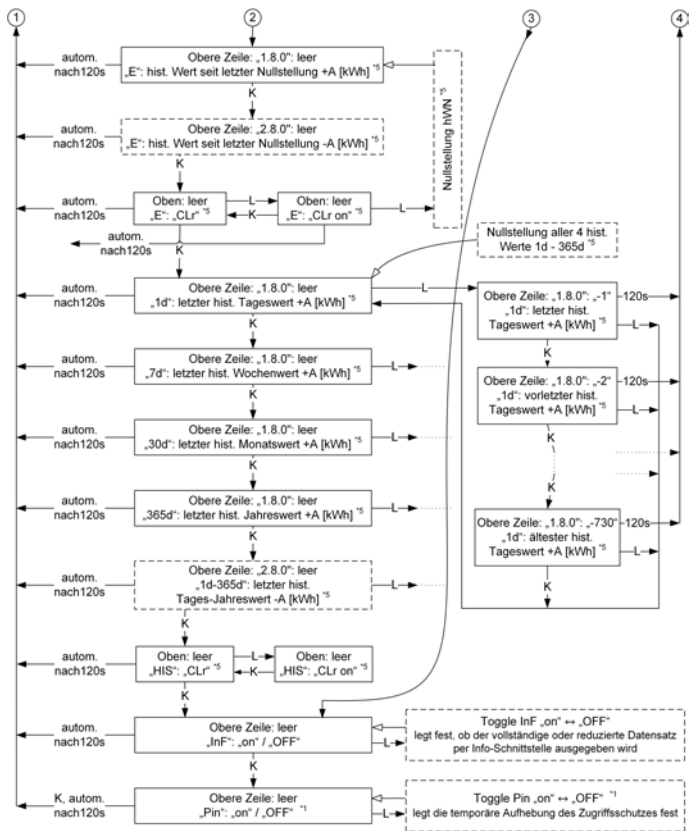 1
2
3
4
autom.
nach120s
Obere Zeile: „1.8.0": leer
„E": hist. Wert seit letzter Nullstellung +A [kWh] *5
K
autom.
nach120s
Obere Zeile: „2.8.0": leer
„E": hist. Wert seit letzter Nullstellung -A [kWh] *5
Nullstellung hWN *5
K
autom.
nach120s
Oben: leer
„E": „CLr" *5
L
K
Oben: leer
„E": „CLr on" *5
L
autom.
nach120s
K
Nullstellung aller 4 hist.
Werte 1d - 365d *5
autom.
nach120s
Obere Zeile: „1.8.0": leer
„1d": letzter hist. Tageswert +A [kWh] *5
L
Obere Zeile: „1.8.0": „-1"
„1d": letzter hist.
Tageswert +A [kWh] *5
120s
L
K
K
autom.
nach120s
Obere Zeile: „1.8.0": leer
„7d": letzter hist. Wochenwert +A [kWh] *5
L
Obere Zeile: „1.8.0": „-2"
„1d": vorletzter hist.
Tageswert +A [kWh] *5
120s
L
K
K
autom.
nach120s
Obere Zeile: „1.8.0": leer
„30d": letzter hist. Monatswert +A [kWh] *5
L
K
K
autom.
nach120s
Obere Zeile: „1.8.0": leer
„365d": letzter hist. Jahreswert +A [kWh] *5
L
Obere Zeile: „1.8.0": „-730"
„1d": ältester hist.
Tageswert +A [kWh] *5
120s
L
K
K
autom.
nach120s
Obere Zeile: „2.8.0": leer
„1d-365d": letzter hist.
Tages-Jahreswert -A [kWh] *5
L
K
autom.
nach120s
Oben: leer
„HIS": „CLr" *5
L
K
Oben: leer
„HIS": „CLr on" *5
K
autom.
nach120s
Obere Zeile: leer
„InF": „on" / „OFF"
L
Toggle InF „on" ↔ „OFF"
legt fest, ob der vollständige oder reduzierte Datensatz
per Info-Schnittstelle ausgegeben wird
K
K, autom.
nach120s
Obere Zeile: leer
„Pin": „on" / „OFF" *1
L
Toggle Pin „on" ↔ „OFF" *1
legt die temporäre Aufhebung des Zugriffsschutzes fest